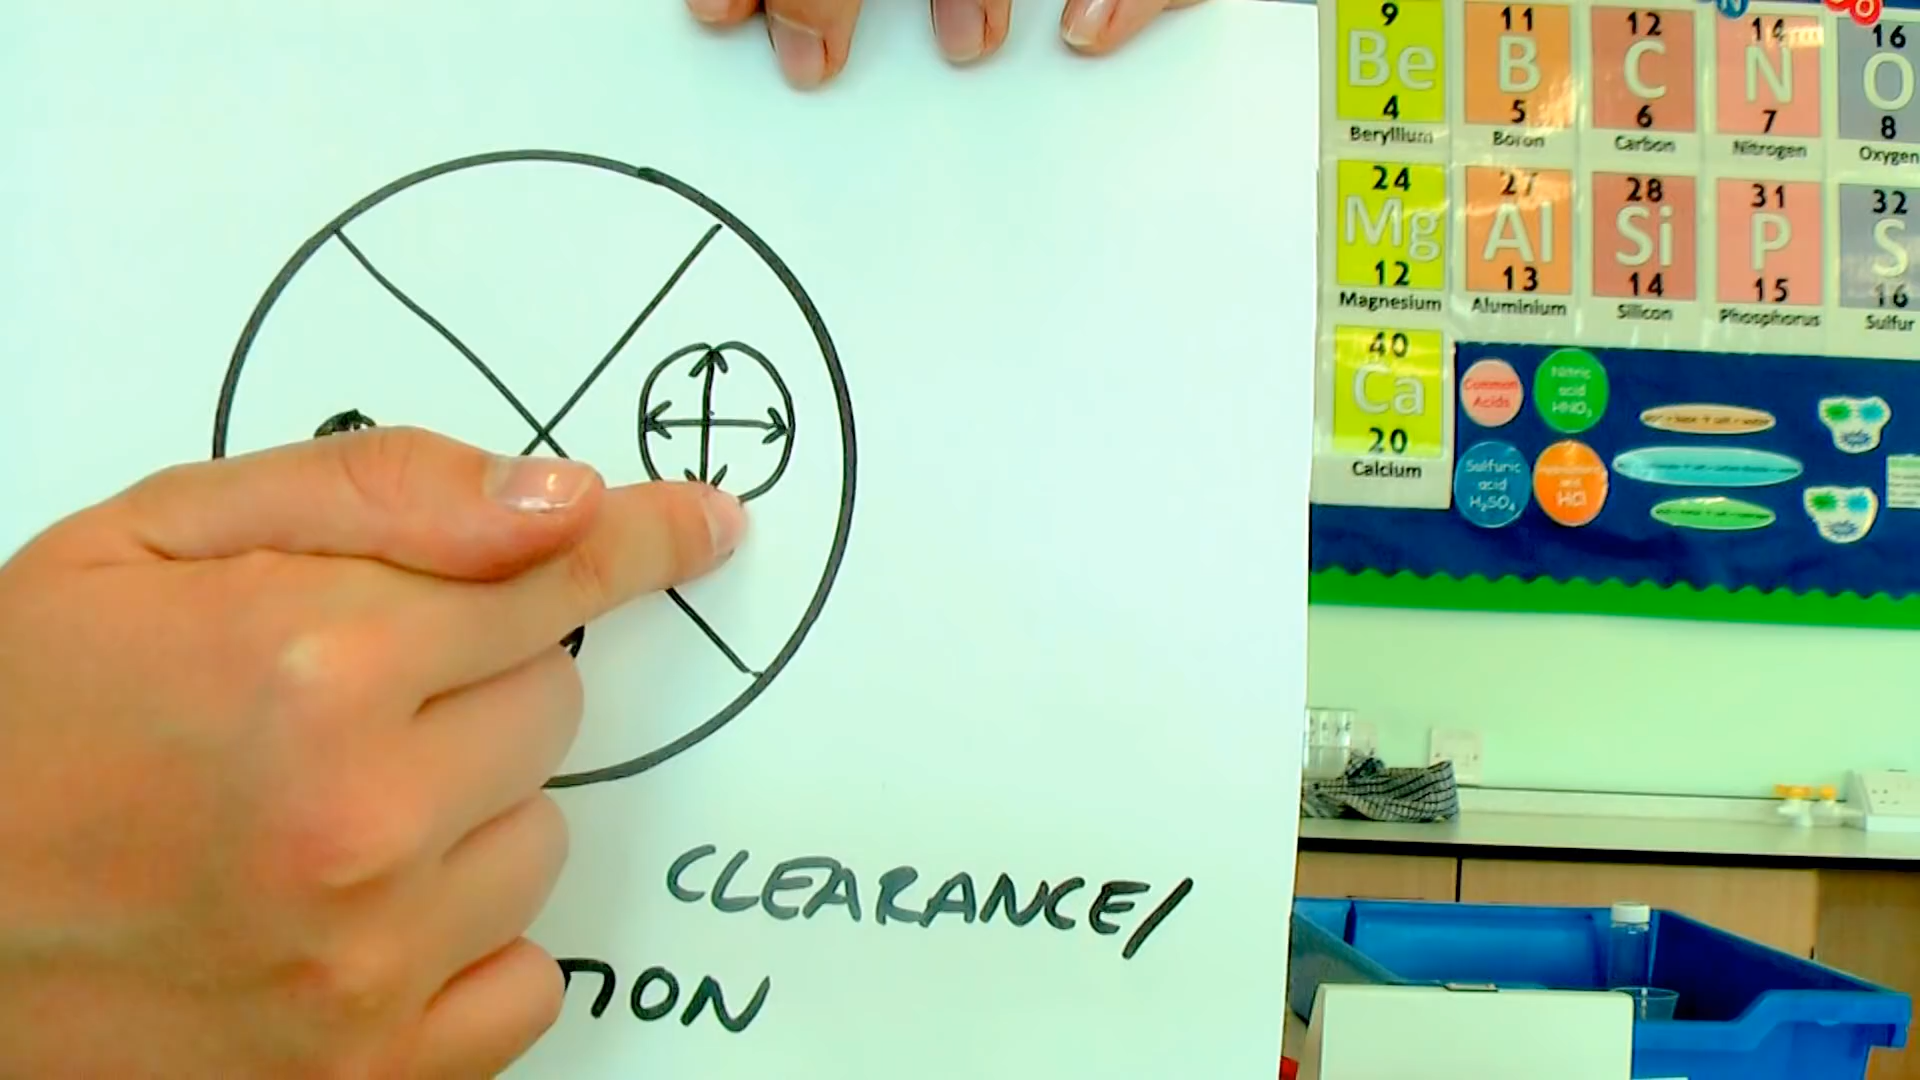 9 11 12 14 16
Be B C N O
4 5 6 7 8
Beryllium Boron Carbon Nitrogen Oxygen
24 27 28 31 32
Mg Al Si P S
12 13 14 15 16
Magnesium Aluminium Silicon Phosphorus Sulfur
40
Ca
20
Calcium
Common
Acids
Nitric
acid
HNO₃
Sulfuric
acid
H₂SO₄
acid
HCl
CLEARANCE/
TION